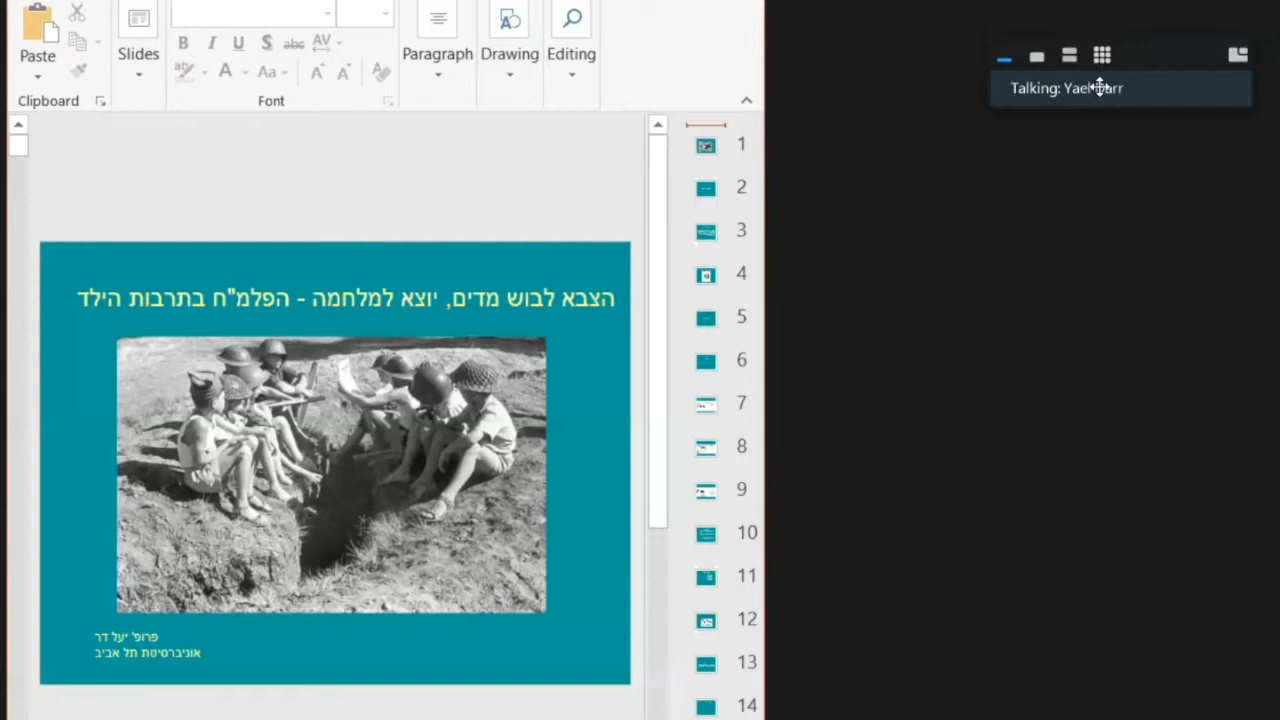 Paste
Slides
Paragraph
Drawing
Editing
B I U S abc AV
A Aa A A A
Clipboard
Font
Talking: Yael
1
2
3
4
5
6
7
8
9
10
11
12
13
14
הצבא לבוש מדים, יוצא למלחמה - הפלמ"ח בתרבות הילד
פרופ' יעל דר
אוניברסיטת תל אביב